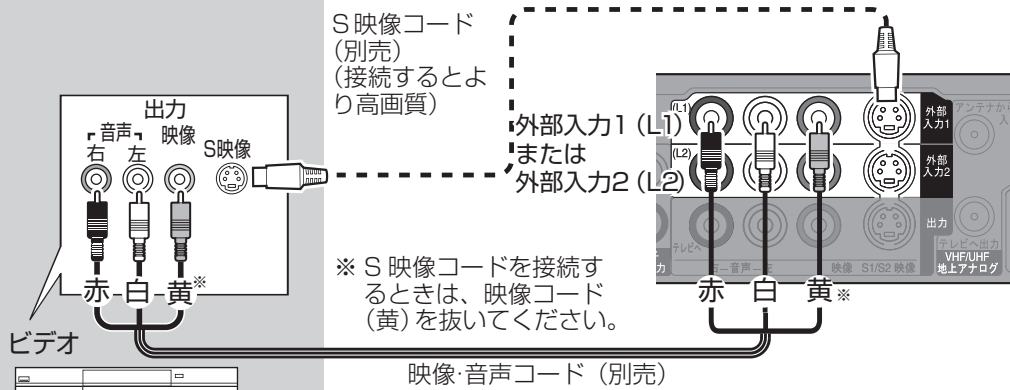 S映像コード
（別売）
（接続するとよ
り高画質）
出力
音声
映像
右
左
S映像
外部入力1（L1）
または
外部入力2（L2）
(L1)
(L2)
外部
入力1
外部
入力2
出力
アンテナから
入
テレビへ
テレビへ出力
VHF/UHF
地上アナログ
力
右－音声－左
映像
S1/S2 映像
※ S 映像コードを接続す
るときは、映像コード
（黄）を抜いてください。
赤
白
黄※
赤
白
黄※
ビデオ
映像·音声コード（別売）